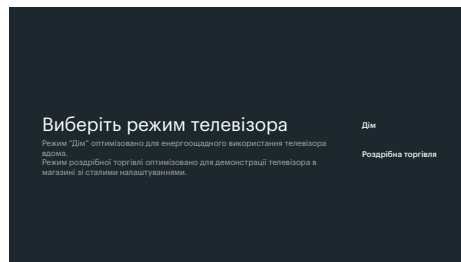 Виберіть режим телевізора
Режим "Дім" оптимізовано для енергоощадного використання телевізора
вдома.
Режим роздрібної торгівлі оптимізовано для демонстрації телевізора в
магазині зі сталими налаштуваннями.
Дім
Роздрібна торгівля